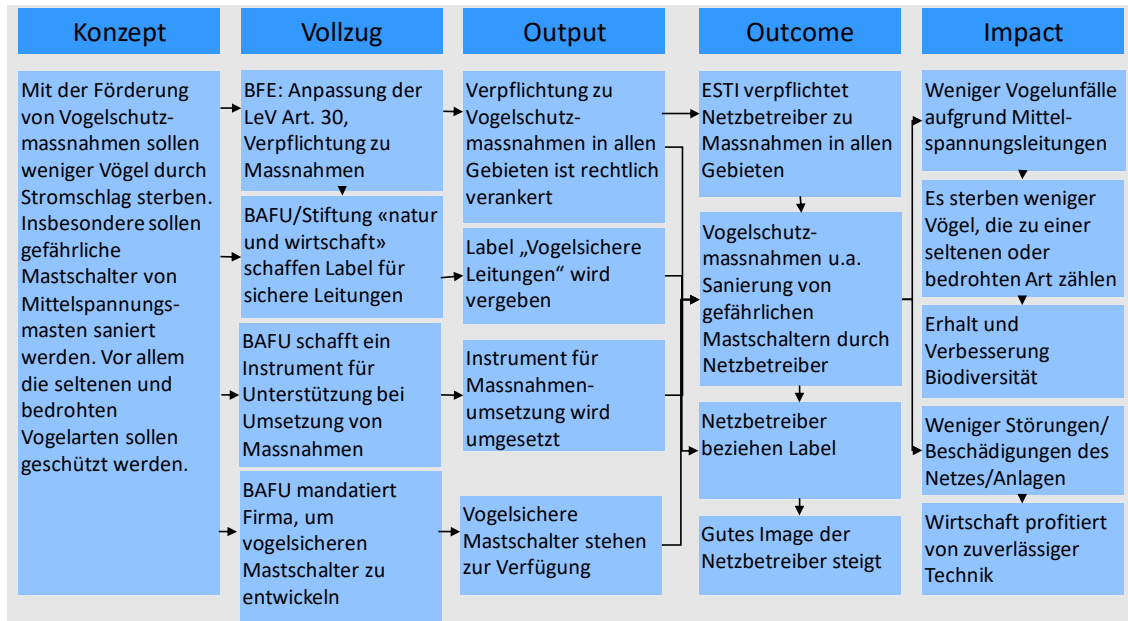 Konzept
Vollzug
Output
Outcome
Impact
Mit der Förderung
von Vogelschutz-
massnahmen sollen
weniger Vögel durch
Stromschlag sterben.
Insbesondere sollen
gefährliche
Mastschalter von
Mittelspannungs-
masten saniert
werden. Vor allem
die seltenen und
bedrohten
Vogelarten sollen
geschützt werden.
BFE: Anpassung der
LeV Art. 30,
Verpflichtung zu
Massnahmen
BAFU/Stiftung «natur
und wirtschaft»
schaffen Label für
sichere Leitungen
BAFU schafft ein
Instrument für
Unterstützung bei
Umsetzung von
Massnahmen
BAFU mandatiert
Firma, um
vogelsicheren
Mastschalter zu
entwickeln
Verpflichtung zu
Vogelschutz-
massnahmen in allen
Gebieten ist rechtlich
verankert
Label „Vogelsichere
Leitungen“ wird
vergeben
Instrument für
Massnahmen-
umsetzung wird
umgesetzt
Vogelsichere
Mastschalter stehen
zur Verfügung
ESTI verpflichtet
Netzbetreiber zu
Massnahmen in allen
Gebieten
Vogelschutz-
massnahmen u.a.
Sanierung von
gefährlichen
Mastschaltern durch
Netzbetreiber
Netzbetreiber
beziehen Label
Gutes Image der
Netzbetreiber steigt
Weniger Vogelunfälle
aufgrund Mittel-
spannungsleitungen
Es sterben weniger
Vögel, die zu einer
seltenen oder
bedrohten Art zählen
Erhalt und
Verbesserung
Biodiversität
Weniger Störungen/
Beschädigungen des
Netzes/Anlagen
Wirtschaft profitiert
von zuverlässiger
Technik